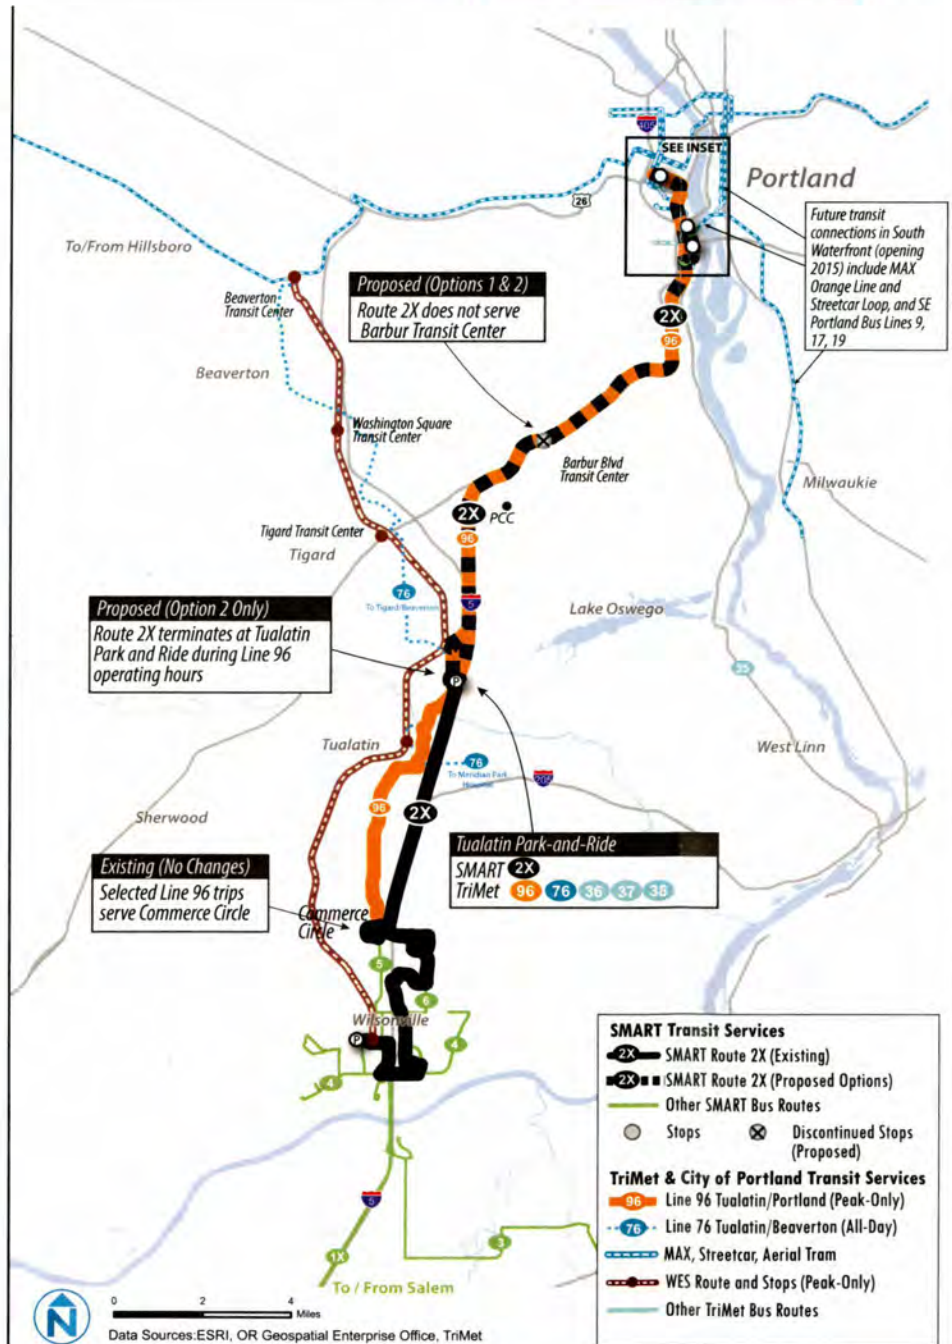 405
SEE INSET
Portland
26
To/From Hillsboro
Future transit
connections in South
Waterfront (opening
2015) include MAX
Orange Line and
Streetcar Loop, and SE
Portland Bus Lines 9,
17, 19
Proposed (Options 1 & 2)
Route 2X does not serve
Barbur Transit Center
Beaverton
Transit Center
2X
96
Beaverton
Washington Square
Transit Center
Barbur Blvd
Transit Center
Milwaukie
2X
PCC
Tigard Transit Center
96
Tigard
76
To Tigard/Beaverton
5
Lake Oswego
Proposed (Option 2 Only)
Route 2X terminates at Tualatin
Park and Ride during Line 96
operating hours
P
35
Tualatin
West Linn
76
To Meridian Park
Hospital
205
96
2X
Sherwood
Tualatin Park-and-Ride
SMART 2X
TriMet 96 76 36 37 38
Existing (No Changes)
Selected Line 96 trips
serve Commerce Circle
Commerce
Circle
5
6
Wilsonville
P
4
4
5
3
1X
To / From Salem
SMART Transit Services
2X SMART Route 2X (Existing)
2X SMART Route 2X (Proposed Options)
Other SMART Bus Routes
Stops
Discontinued Stops
(Proposed)
TriMet & City of Portland Transit Services
96 Line 96 Tualatin/Portland (Peak-Only)
76 Line 76 Tualatin/Beaverton (All-Day)
MAX, Streetcar, Aerial Tram
WES Route and Stops (Peak-Only)
Other TriMet Bus Routes
N
0 2 4
Miles
Data Sources:ESRI, OR Geospatial Enterprise Office, TriMet